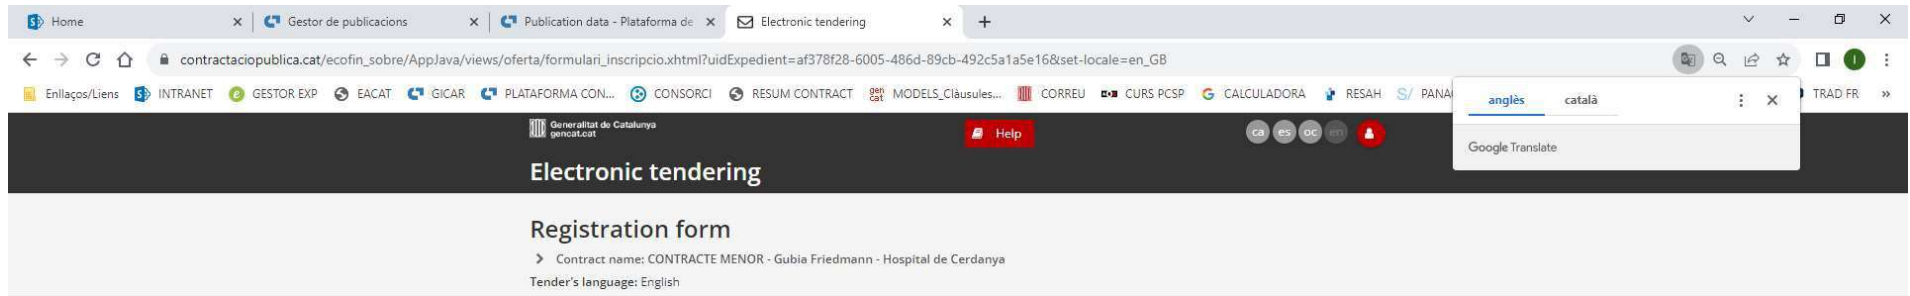 Home
Gestor de publicacions
Publication data - Plataforma de
Electronic tendering
contractaciopublica.cat/ecofin_sobre/AppJava/views/oferta/formulari_inscripcio.xhtml?uidExpedient=af378f28-6005-486d-89cb-492c5a1a5e16&set-locale=en_GB
I
Enllaços/Liens INTRANET GESTOR EXP EACAT GICAR PLATAFORMA CON... CONSORCI RESUM CONTRACT MODELS_Clàusules... CORREU CURS PCSP CALCULADORA RESAH PANA TRAD FR »
anglès català
Google Translate
Generalitat de Catalunya
gencat.cat
Help
ca es oc en
Electronic tendering
Registration form
Contract name: CONTRACTE MENOR - Gubia Friedmann - Hospital de Cerdanya
Tender's language: English